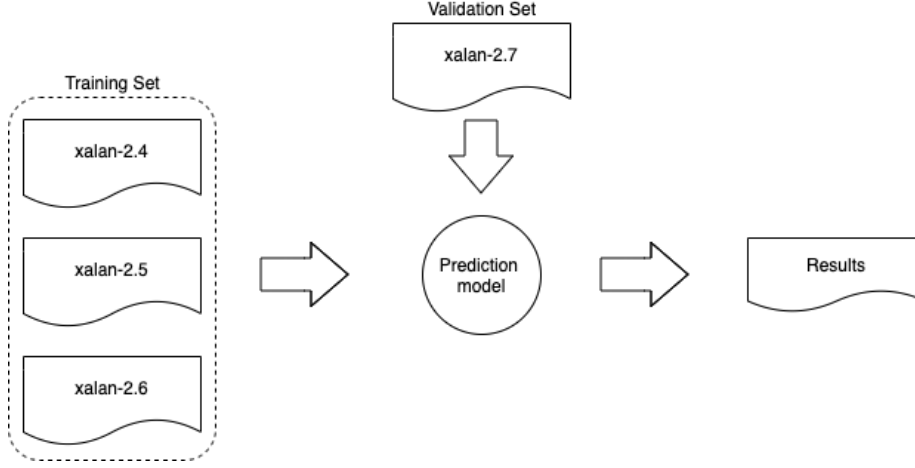 Validation Set
xalan-2.7
Training Set
xalan-2.4
xalan-2.5
xalan-2.6
Prediction
model
Results